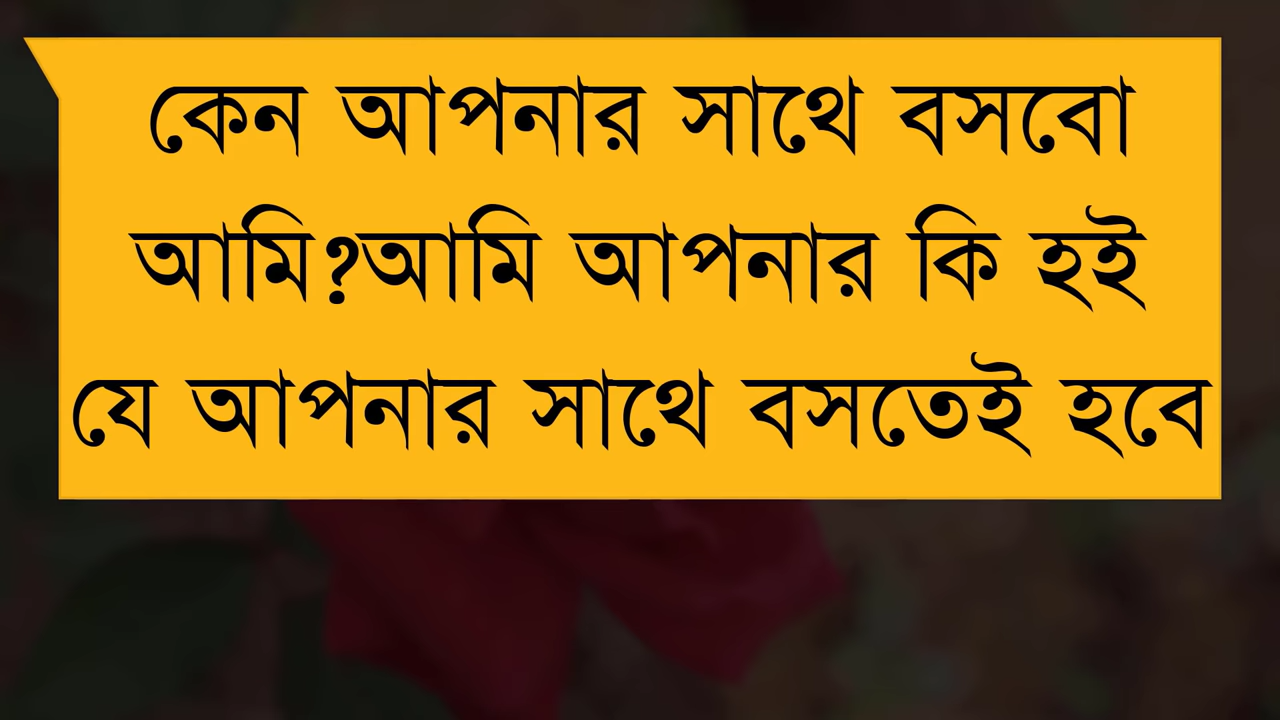 কেন আপনার সাথে বসবো
আমি?আমি আপনার কি হই
যে আপনার সাথে বসতেই হবে